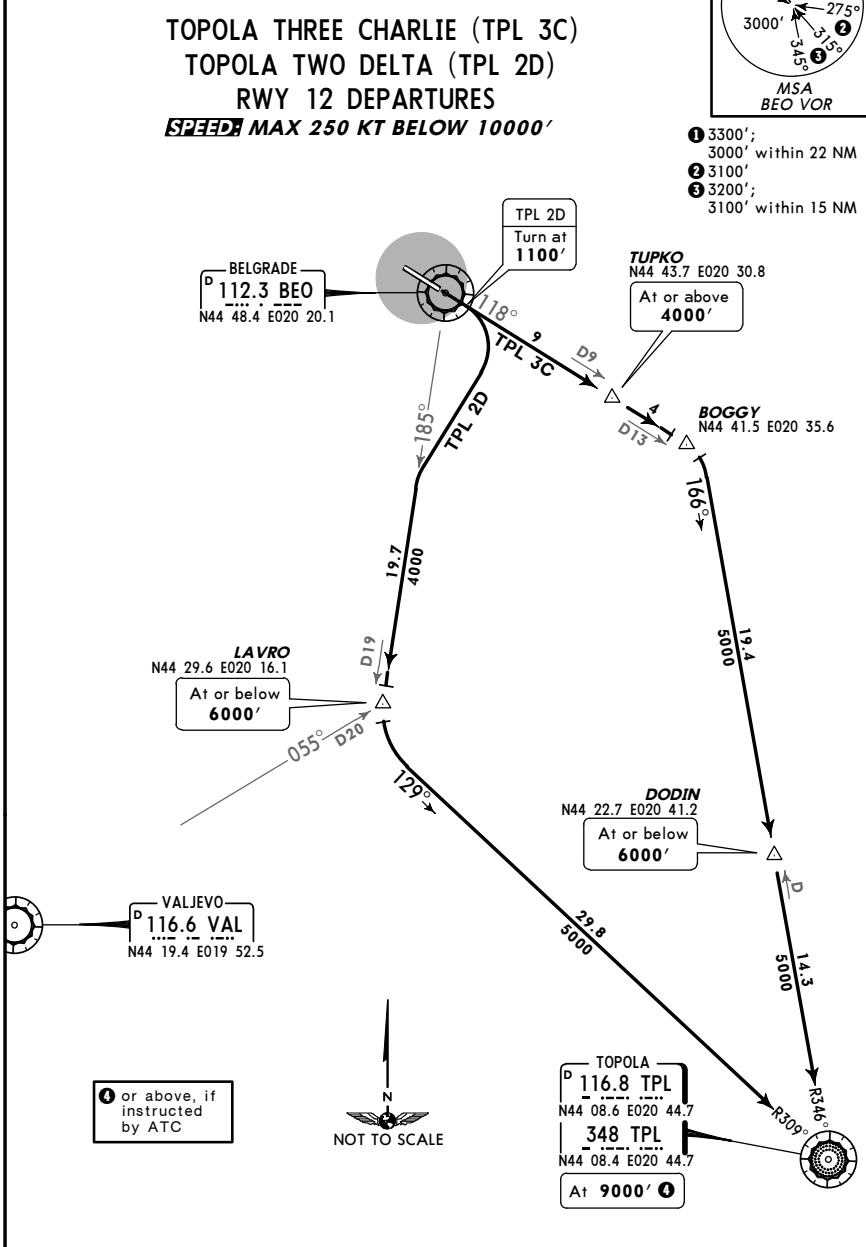 TOPOLA THREE CHARLIE (TPL 3C)
TOPOLA TWO DELTA (TPL 2D)
RWY 12 DEPARTURES
SPEED: MAX 250 KT BELOW 10000'
3000'
275°
❷
315°
❸
345°
MSA
BEO VOR
❶ 3300';
3000' within 22 NM
❷ 3100'
❸ 3200';
3100' within 15 NM
TPL 2D
Turn at
1100'
BELGRADE
D 112.3 BEO
N44 48.4 E020 20.1
TUPKO
N44 43.7 E020 30.8
At or above
4000'
118°
9
TPL 3C
D9
4
D13
BOGGY
N44 41.5 E020 35.6
185°
TPL 2D
166°
19.7
4000
19.4
5000
LAVRO
N44 29.6 E020 16.1
At or below
6000'
D19
055°
D20
129°
DODIN
N44 22.7 E020 41.2
At or below
6000'
D
VALJEVO
D 116.6 VAL
N44 19.4 E019 52.5
29.8
5000
14.3
5000
❹ or above, if
instructed
by ATC
N
NOT TO SCALE
TOPOLA
D 116.8 TPL
N44 08.6 E020 44.7
348 TPL
N44 08.4 E020 44.7
At 9000' ❹
R309°
R346°